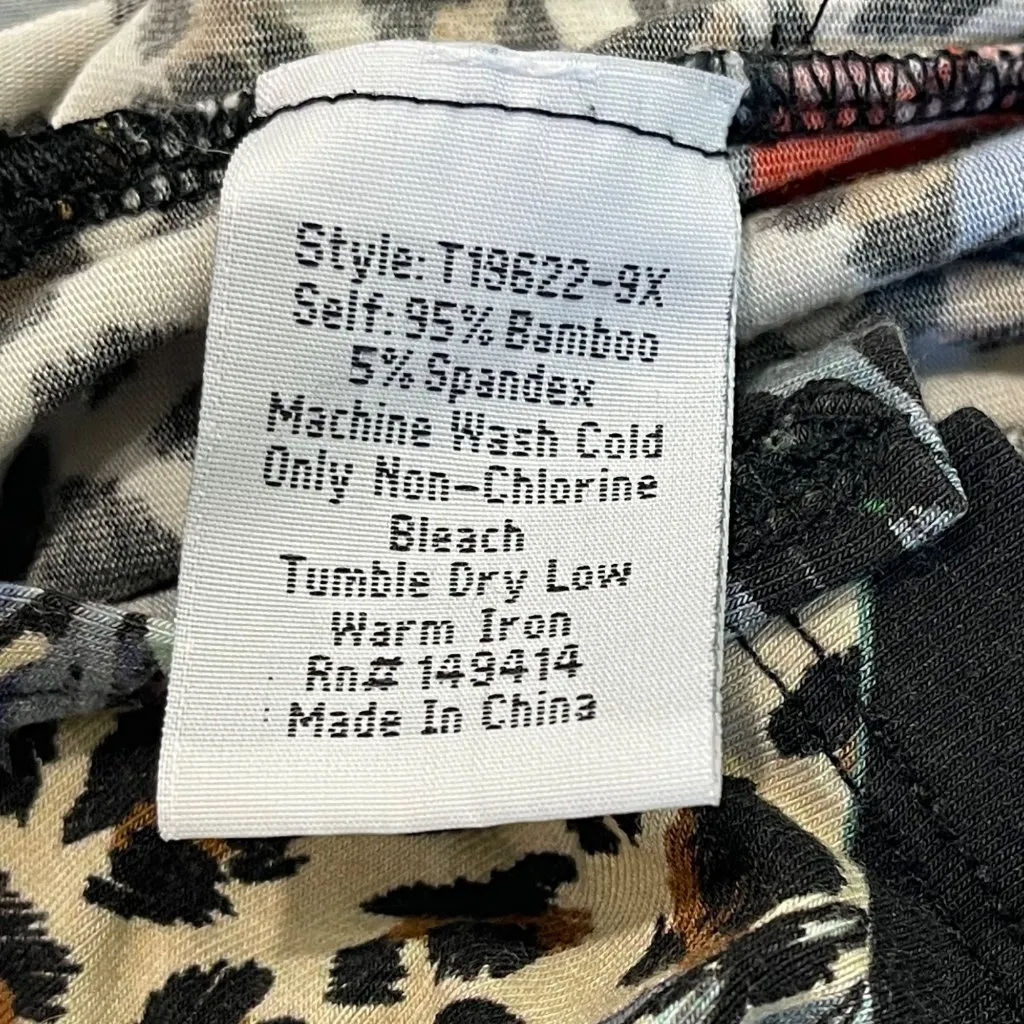 Style: T19622-9X
Self: 95% Bamboo
5% Spandex
Machine Wash Cold
Only Non-Chlorine
Bleach
Tumble Dry Low
Warm Iron
Rn# 149414
Made In China